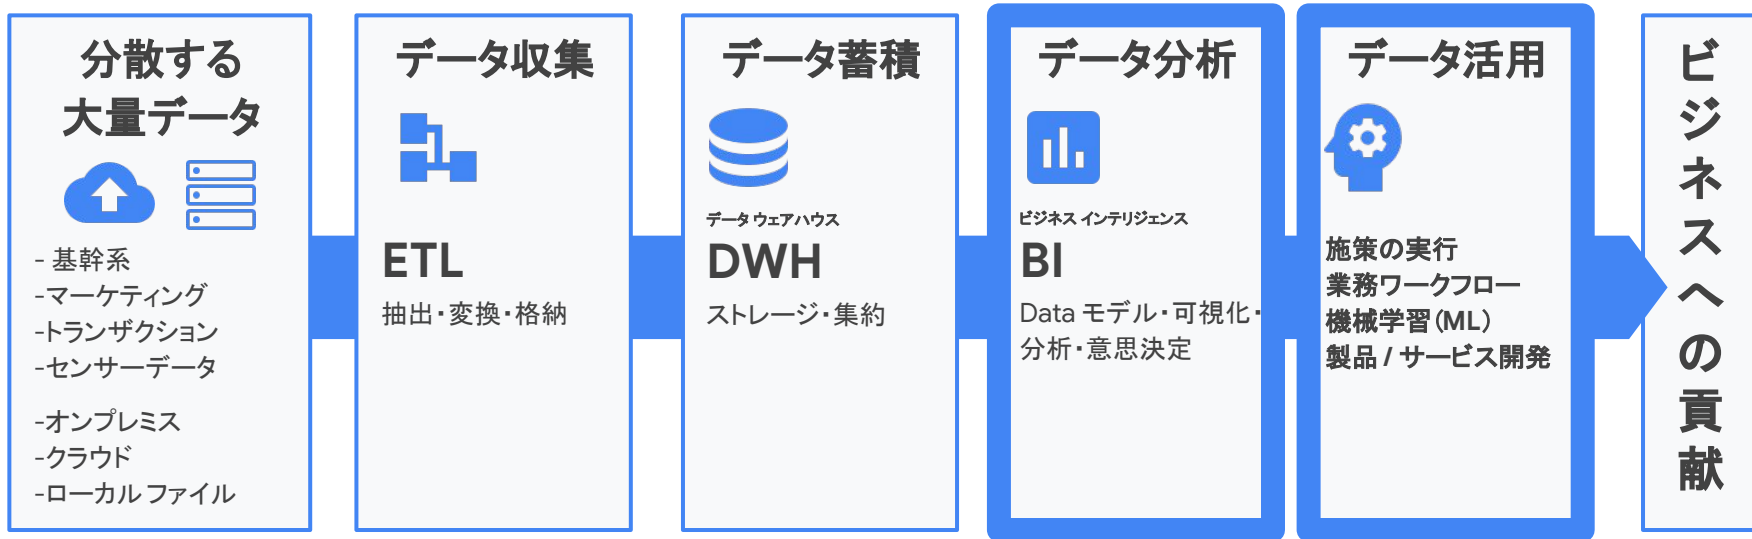 分散する
大量データ
- 基幹系
-マーケティング
-トランザクション
-センサーデータ
-オンプレミス
-クラウド
-ローカル ファイル
データ収集
ETL
抽出・変換・格納
データ蓄積
データ ウェアハウス
DWH
ストレージ・集約
データ分析
ビジネス インテリジェンス
BI
Data モデル・可視化・
分析・意思決定
データ活用
施策の実行
業務ワークフロー
機械学習（ML）
製品 / サービス開発
ビジネスへの貢献